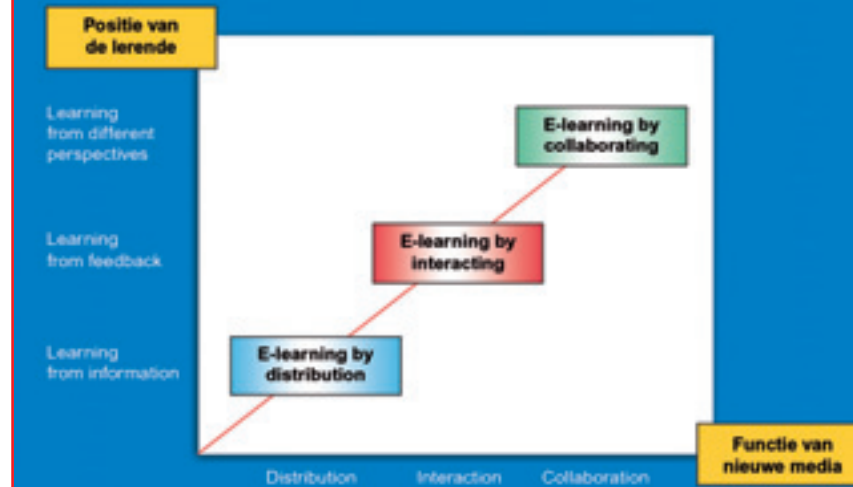 Positie van
de lerende
Learning
from different
perspectives
E-learning by
collaborating
Learning
from feedback
E-learning by
interacting
Learning
from information
E-learning by
distribution
Functie van
nieuwe media
Distribution
Interaction
Collaboration